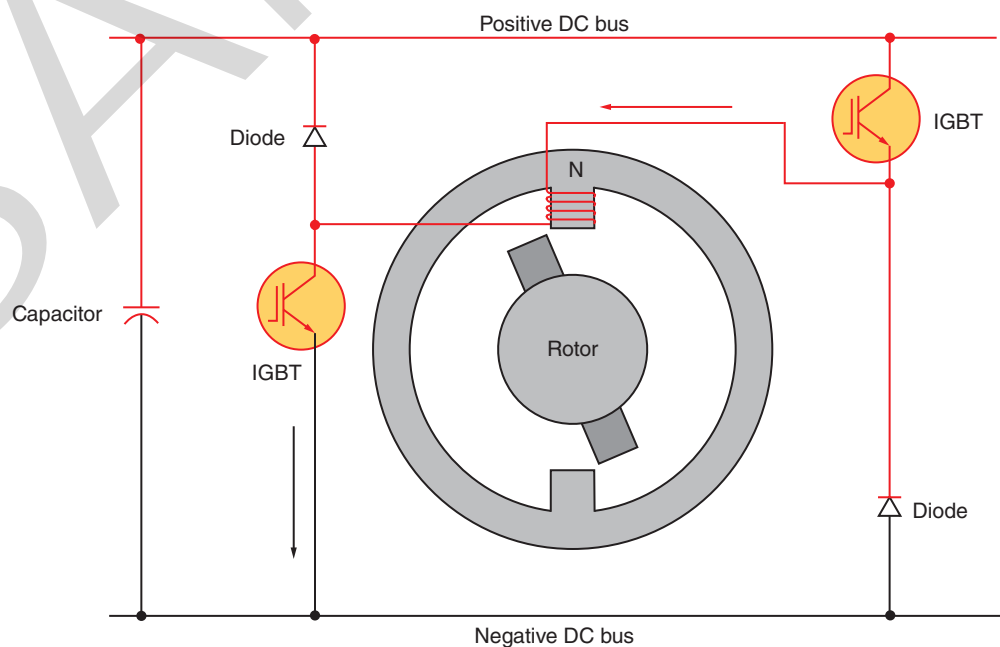 Positive DC bus
Diode
IGBT
N
Capacitor
Rotor
IGBT
Diode
Negative DC bus